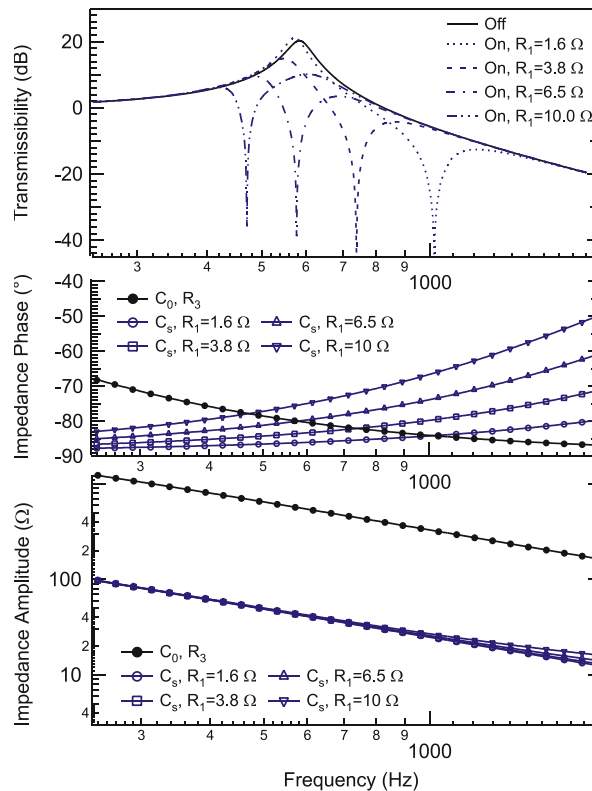 Transmissibility (dB)
20
0
-20
-40
Off
On, R1=1.6 Ω
On, R1=3.8 Ω
On, R1=6.5 Ω
On, R1=10.0 Ω
3 4 5 6 7 8 9 1000
Impedance Phase (°)
-40
-50
-60
-70
-80
-90
C0, R3
Cs, R1=1.6 Ω
Cs, R1=3.8 Ω
Cs, R1=6.5 Ω
Cs, R1=10 Ω
3 4 5 6 7 8 9 1000
Impedance Amplitude (Ω)
4
2
100
4
2
10
4
3
C0, R3
Cs, R1=1.6 Ω
Cs, R1=3.8 Ω
Cs, R1=6.5 Ω
Cs, R1=10 Ω
3 4 5 6 7 8 9 1000
Frequency (Hz)